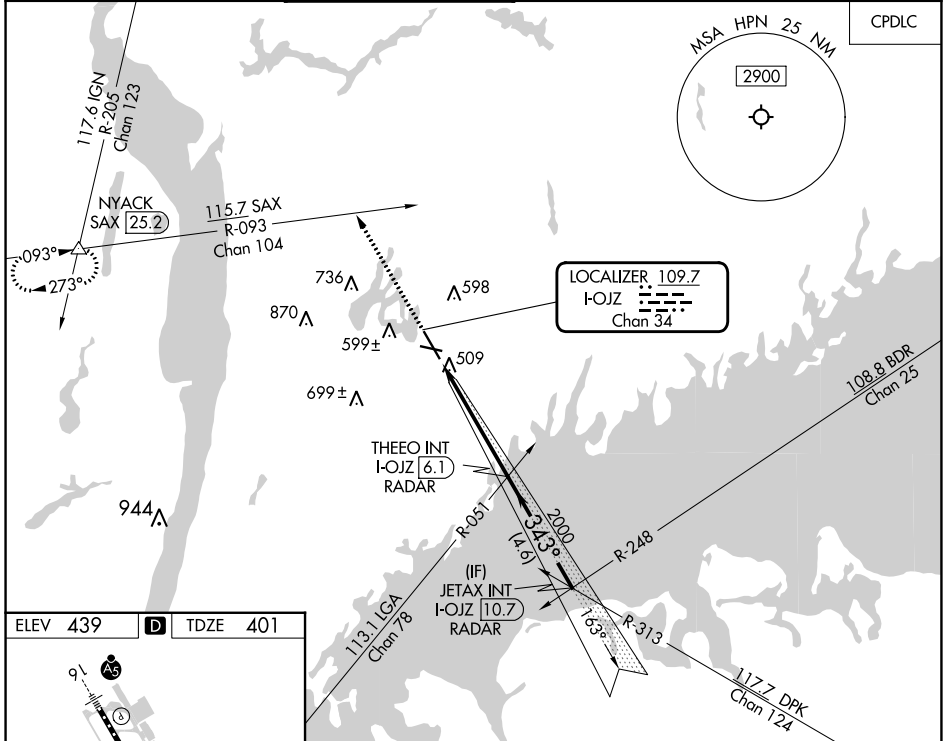 CPDLC
MSA HPN 25 NM
2900
117.6 IGN
R-205
Chan 123
NYACK
SAX 25.2
115.7 SAX
R-093
Chan 104
093°
273°
736
598
870
599±
509
699±
944
LOCALIZER 109.7
I-OJZ
Chan 34
108.8 BDR
Chan 25
R-248
THEEO INT
I-OJZ 6.1
RADAR
R-051
113.1 LGA
Chan 78
2000
343°
(4.6)
(IF)
JETAX INT
I-OJZ 10.7
RADAR
163°
R-313
117.7 DPK
Chan 124
ELEV 439 D TDZE 401
A5